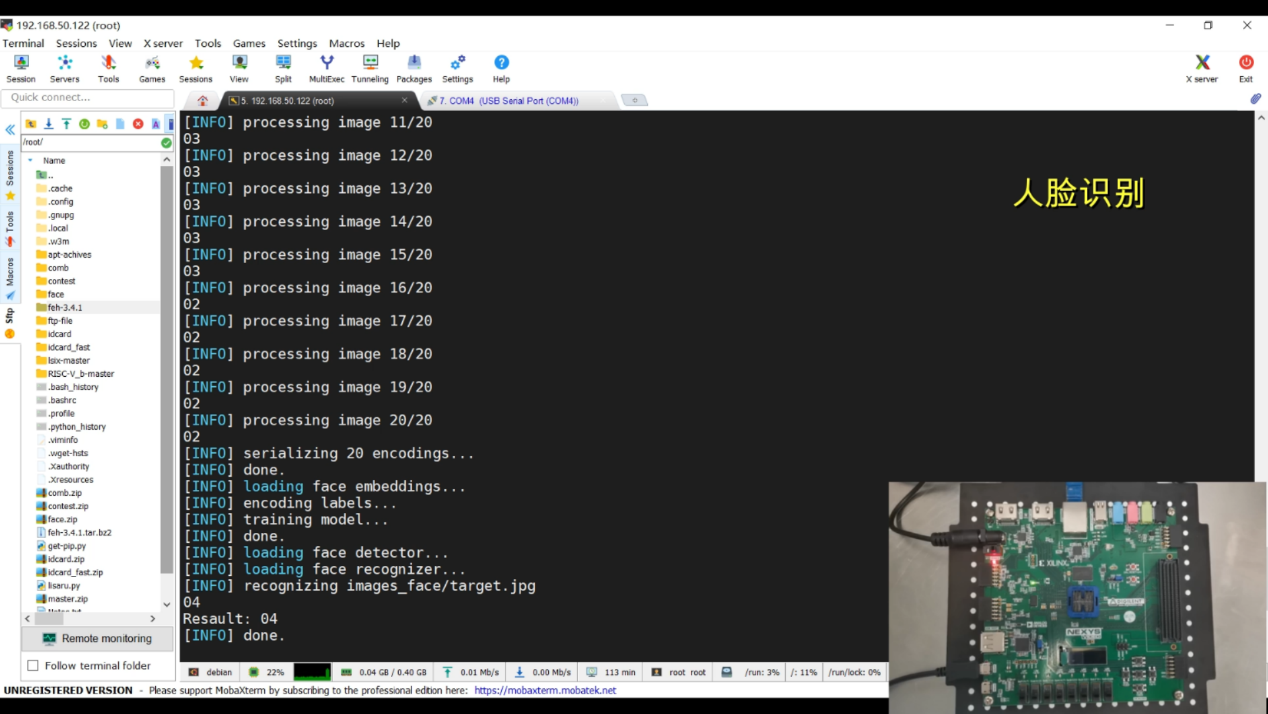 192.168.50.122 (root)
Terminal Sessions View X server Tools Games Settings Macros Help
Session Servers Tools Games Sessions View Split MultiExec Tunneling Packages Settings Help X server Exit
Quick connect...
5. 192.168.50.122 (root)
7. COM4 (USB Serial Port (COM4))
/root/
Sessions
Tools
Macros
Sftp
Name
..
.cache
.config
.gnupg
.local
.w3m
apt-achives
comb
contest
face
feh-3.4.1
ftp-file
idcard
idcard_fast
lsix-master
RISC-V_b-master
.bash_history
.bashrc
.profile
.python_history
.viminfo
.wget-hsts
.Xauthority
.Xresources
comb.zip
contest.zip
face.zip
feh-3.4.1.tar.bz2
get-pip.py
idcard.zip
idcard_fast.zip
lisaru.py
master.zip
Remote monitoring
Follow terminal folder
[INFO] processing image 11/20
03
[INFO] processing image 12/20
03
[INFO] processing image 13/20
03
[INFO] processing image 14/20
03
[INFO] processing image 15/20
03
[INFO] processing image 16/20
02
[INFO] processing image 17/20
02
[INFO] processing image 18/20
02
[INFO] processing image 19/20
02
[INFO] processing image 20/20
02
[INFO] serializing 20 encodings...
[INFO] done.
[INFO] loading face embeddings...
[INFO] encoding labels...
[INFO] training model...
[INFO] done.
[INFO] loading face detector...
[INFO] loading face recognizer...
[INFO] recognizing images_face/target.jpg
04
Resault: 04
[INFO] done.
人脸识别
XILINX
NEXYS
debian 22% 0.04 GB / 0.40 GB 0.01 Mb/s 0.00 Mb/s 113 min root root /run: 3% /: 11% /run/lock: 0%
UNREGISTERED VERSION - Please support MobaXterm by subscribing to the professional edition here: https://mobaxterm.mobatek.net